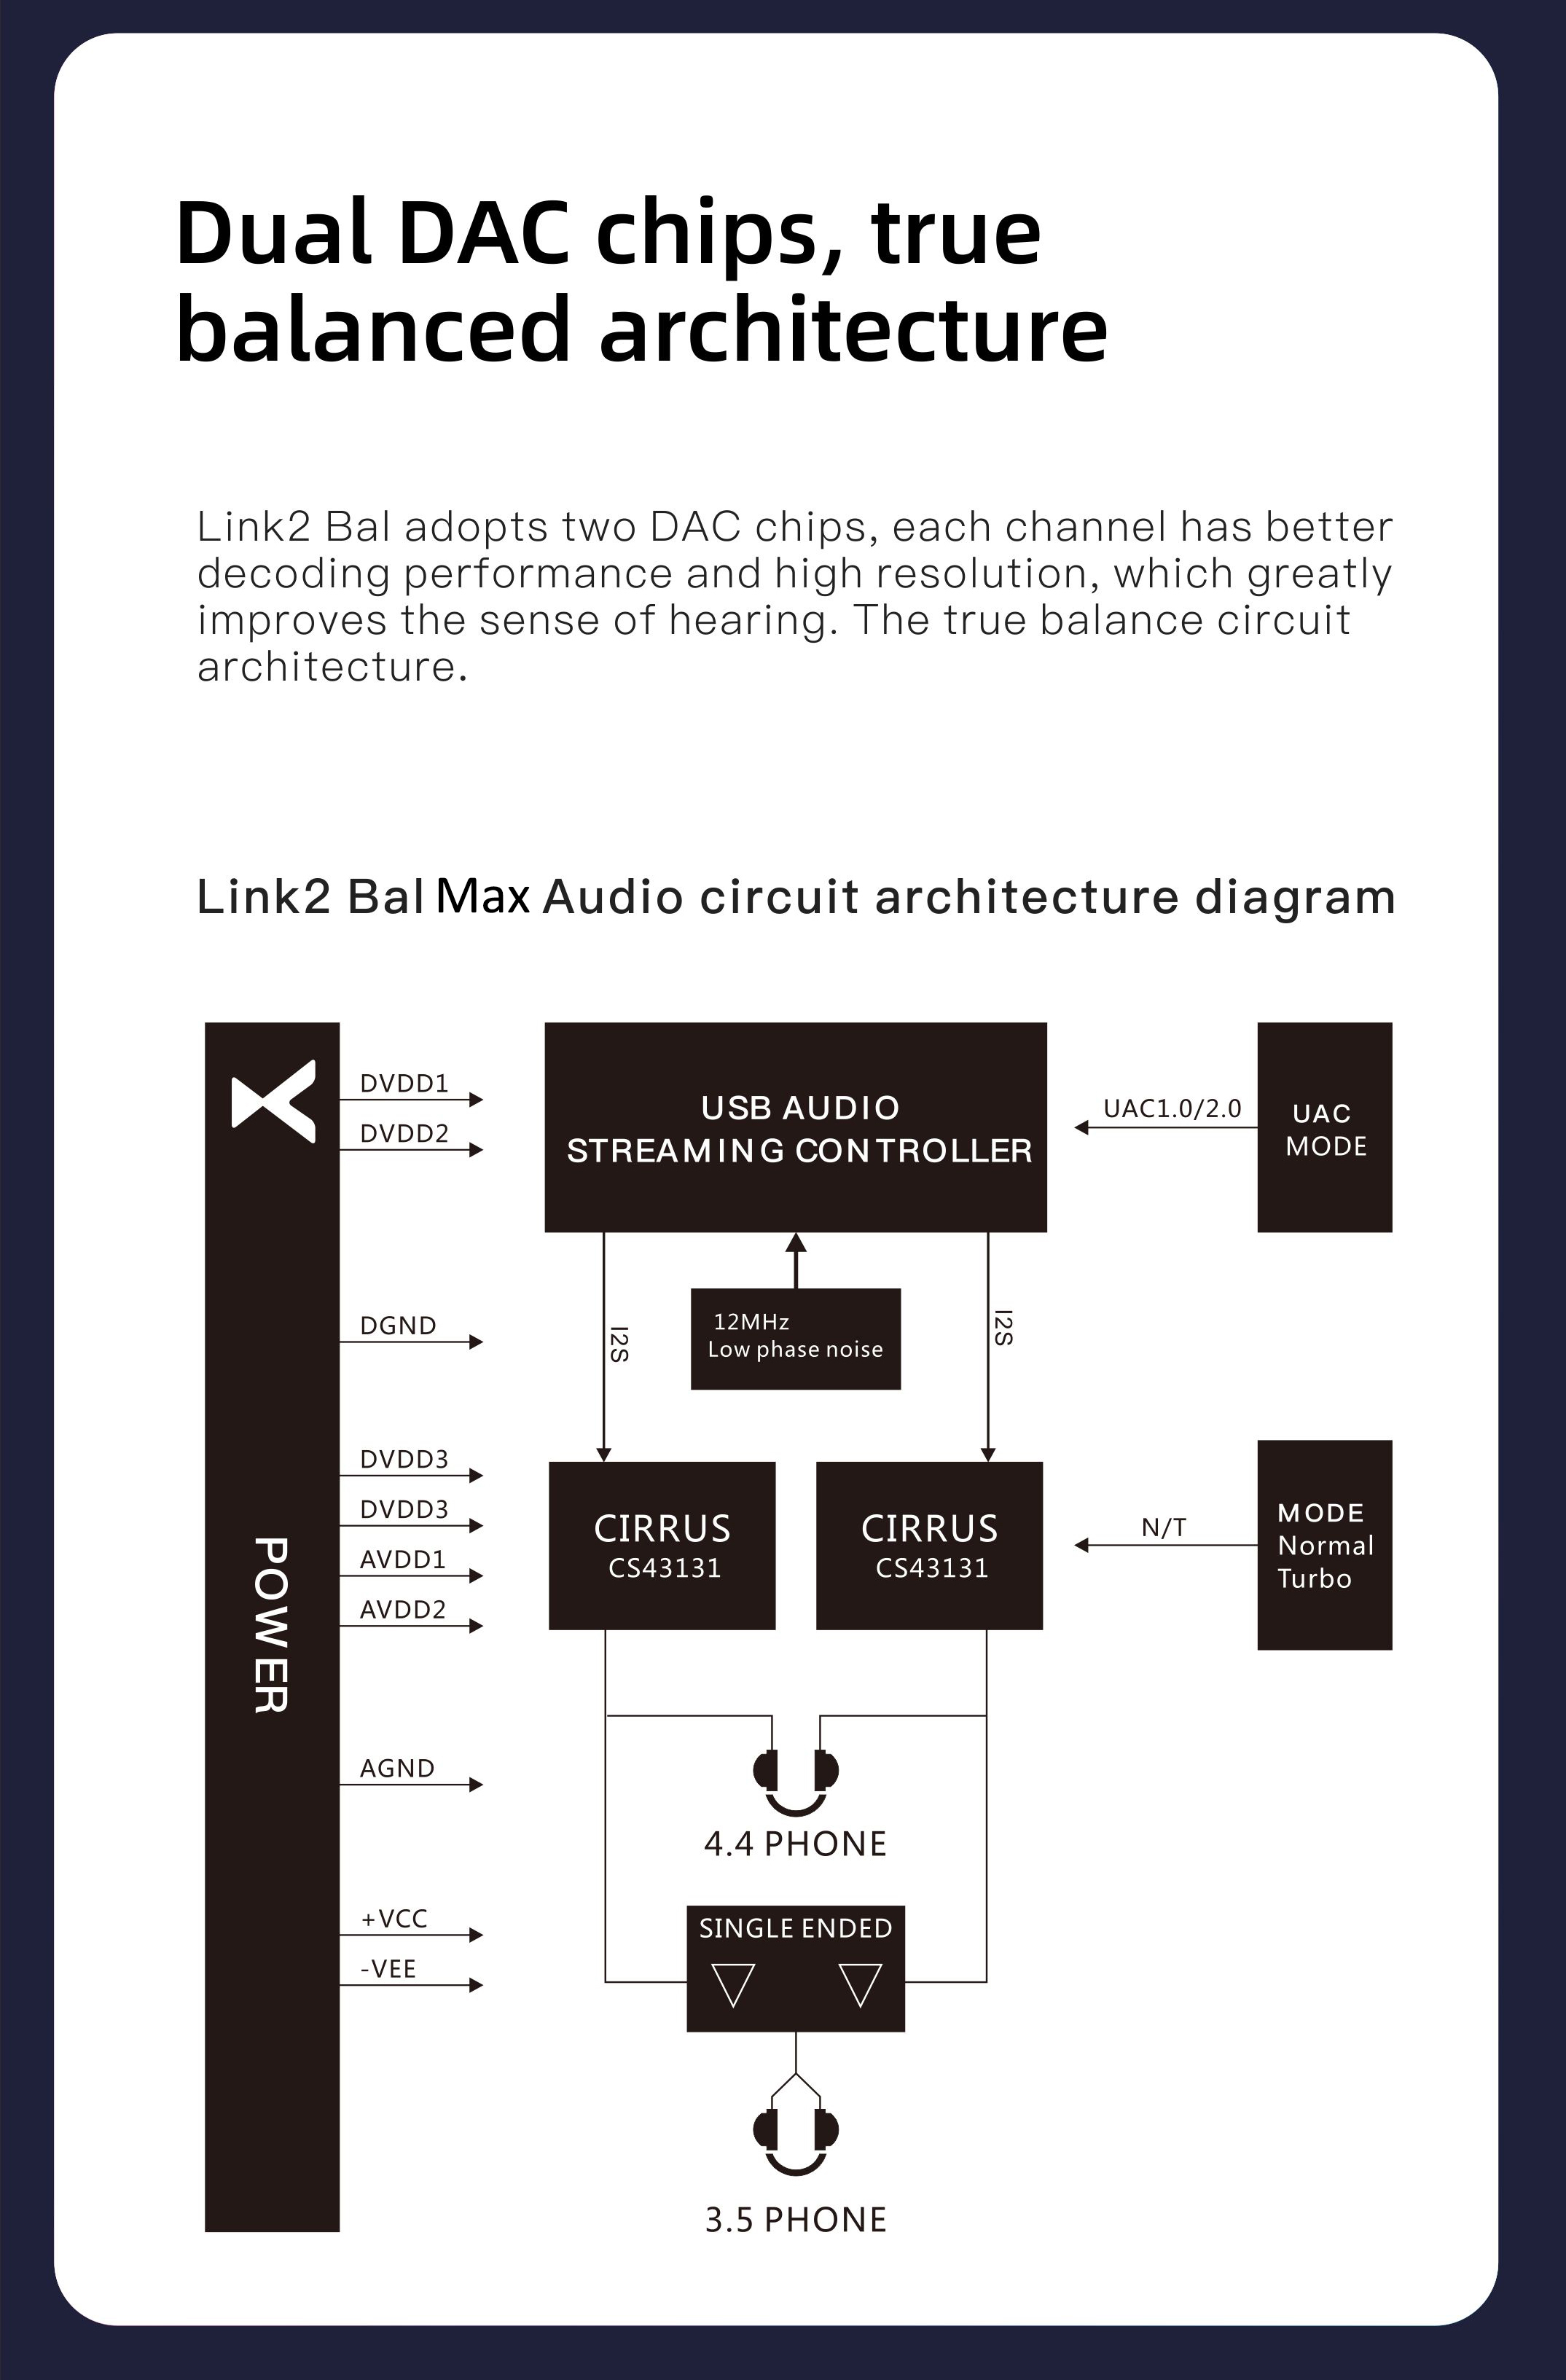 Dual DAC chips, true
balanced architecture
Link2 Bal adopts two DAC chips, each channel has better
decoding performance and high resolution, which greatly
improves the sense of hearing. The true balance circuit
architecture.
Link2 Bal Max Audio circuit architecture diagram
DVDD1
DVDD2
USB AUDIO
STREAMING CONTROLLER
UAC1.0/2.0
UAC
MODE
DGND
I2S
12MHz
Low phase noise
I2S
DVDD3
DVDD3
AVDD1
AVDD2
POWER
CIRRUS
CS43131
CIRRUS
CS43131
N/T
MODE
Normal
Turbo
AGND
4.4 PHONE
+VCC
-VEE
SINGLE ENDED
3.5 PHONE